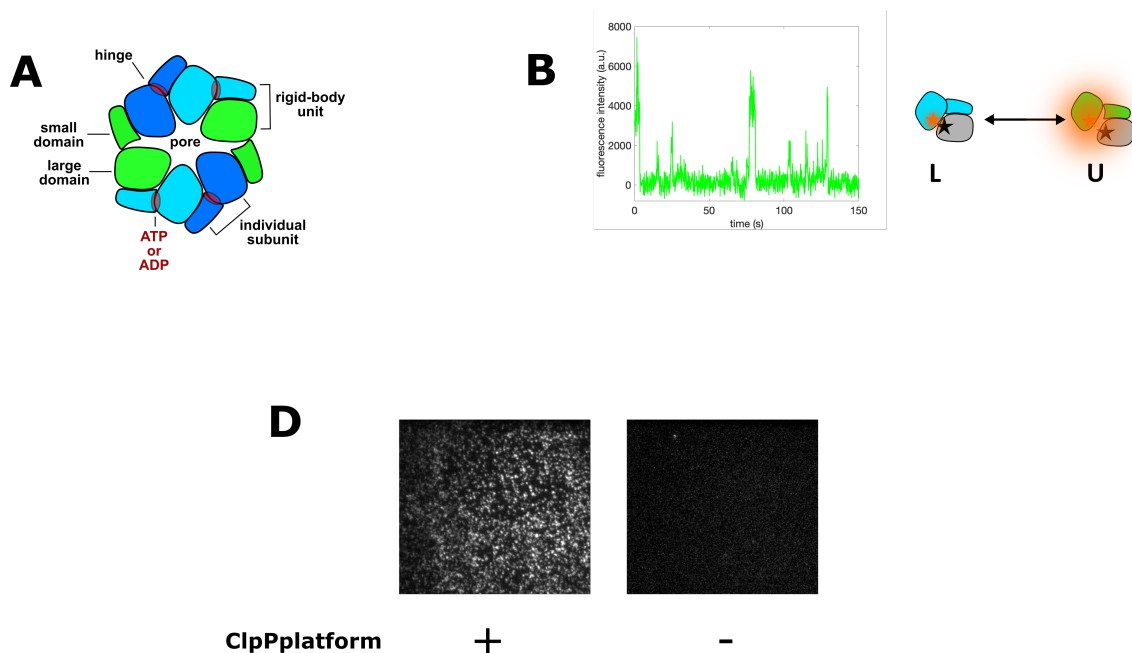 A
hinge
rigid-body
unit
small
domain
pore
large
domain
individual
subunit
ATP
or
ADP
B
8000
6000
4000
2000
0
fluorescence intensity (a.u.)
0
50
100
150
time (s)
L
U
D
ClpPplatform
+
-